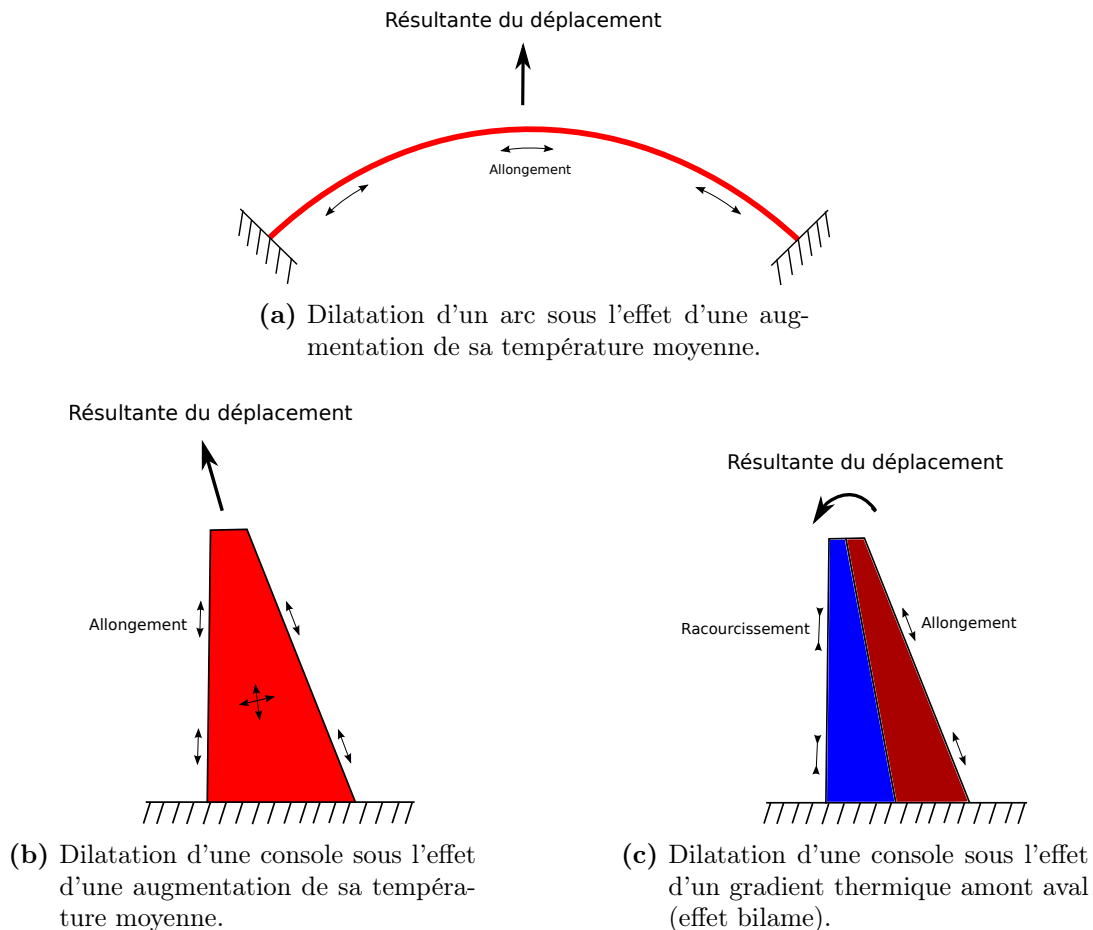 Résultante du déplacement
Allongement
(a) Dilatation d'un arc sous l'effet d'une aug-
mentation de sa température moyenne.
Résultante du déplacement
Allongement
(b) Dilatation d'une console sous l'effet
d'une augmentation de sa tempéra-
ture moyenne.
Résultante du déplacement
Racourcissement
Allongement
(c) Dilatation d'une console sous l'effet
d'un gradient thermique amont aval
(effet bilame).